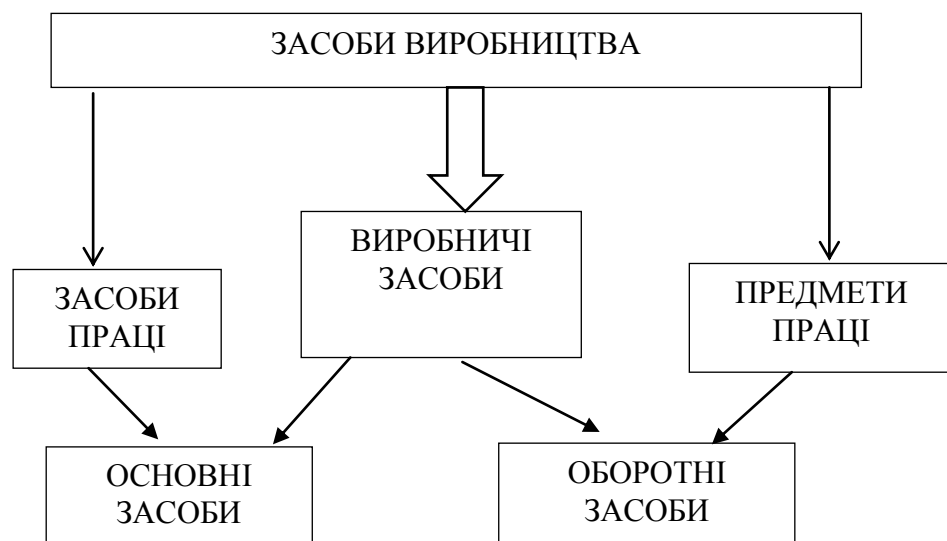 ЗАСОБИ ВИРОБНИЦТВА
ВИРОБНИЧІ
ЗАСОБИ
ЗАСОБИ
ПРАЦІ
ПРЕДМЕТИ
ПРАЦІ
ОСНОВНІ
ЗАСОБИ
ОБОРОТНІ
ЗАСОБИ